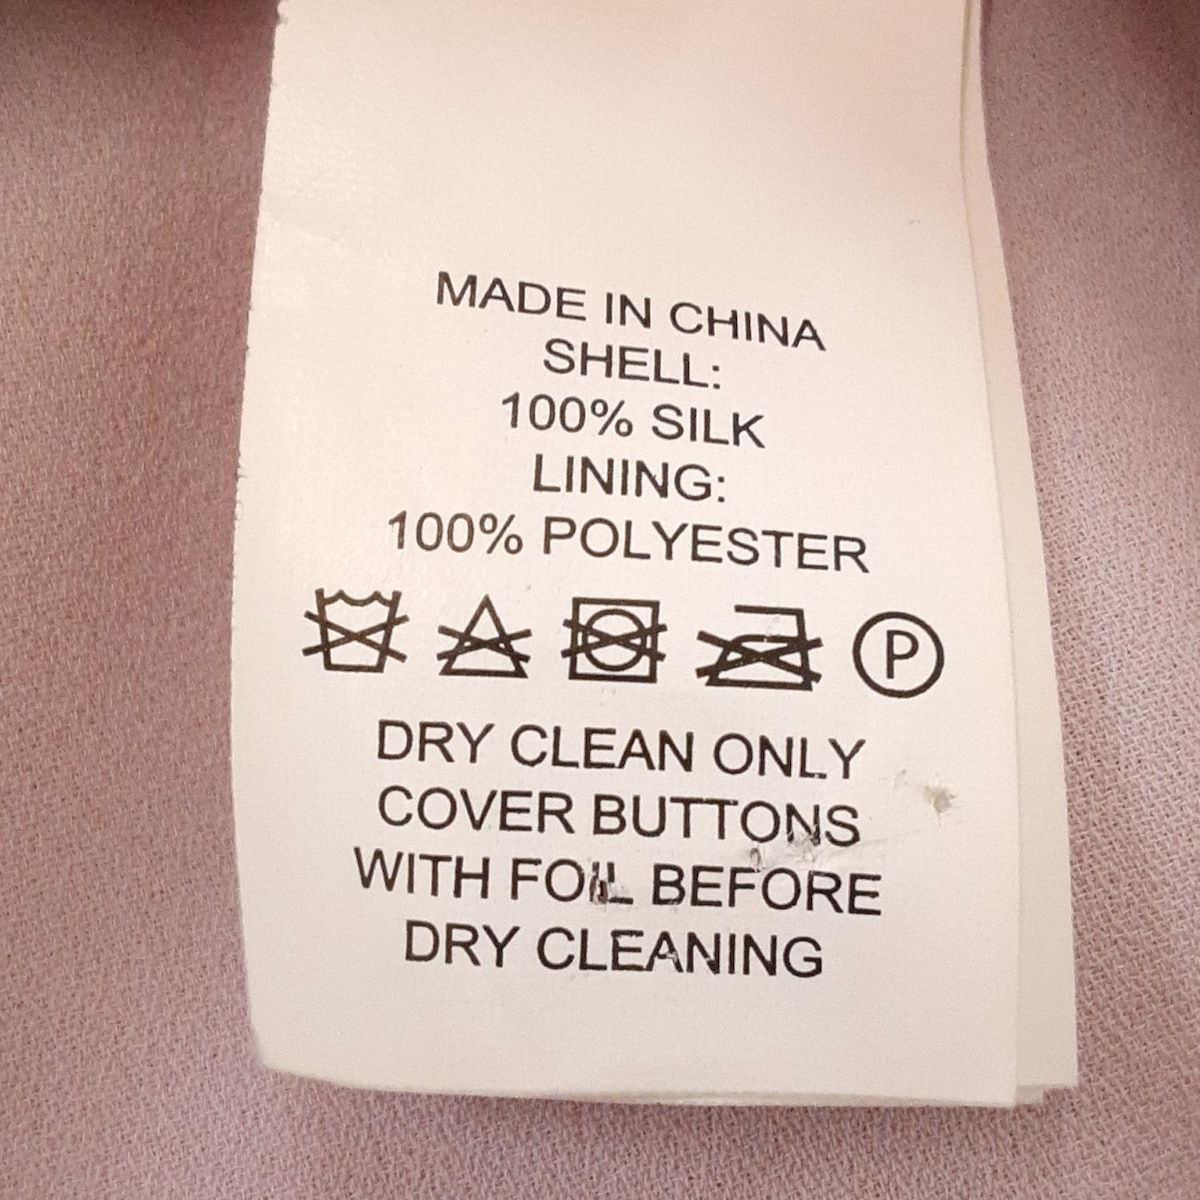 MADE IN CHINA
SHELL:
100% SILK
LINING:
100% POLYESTER
P
DRY CLEAN ONLY
COVER BUTTONS
WITH FOIL BEFORE
DRY CLEANING